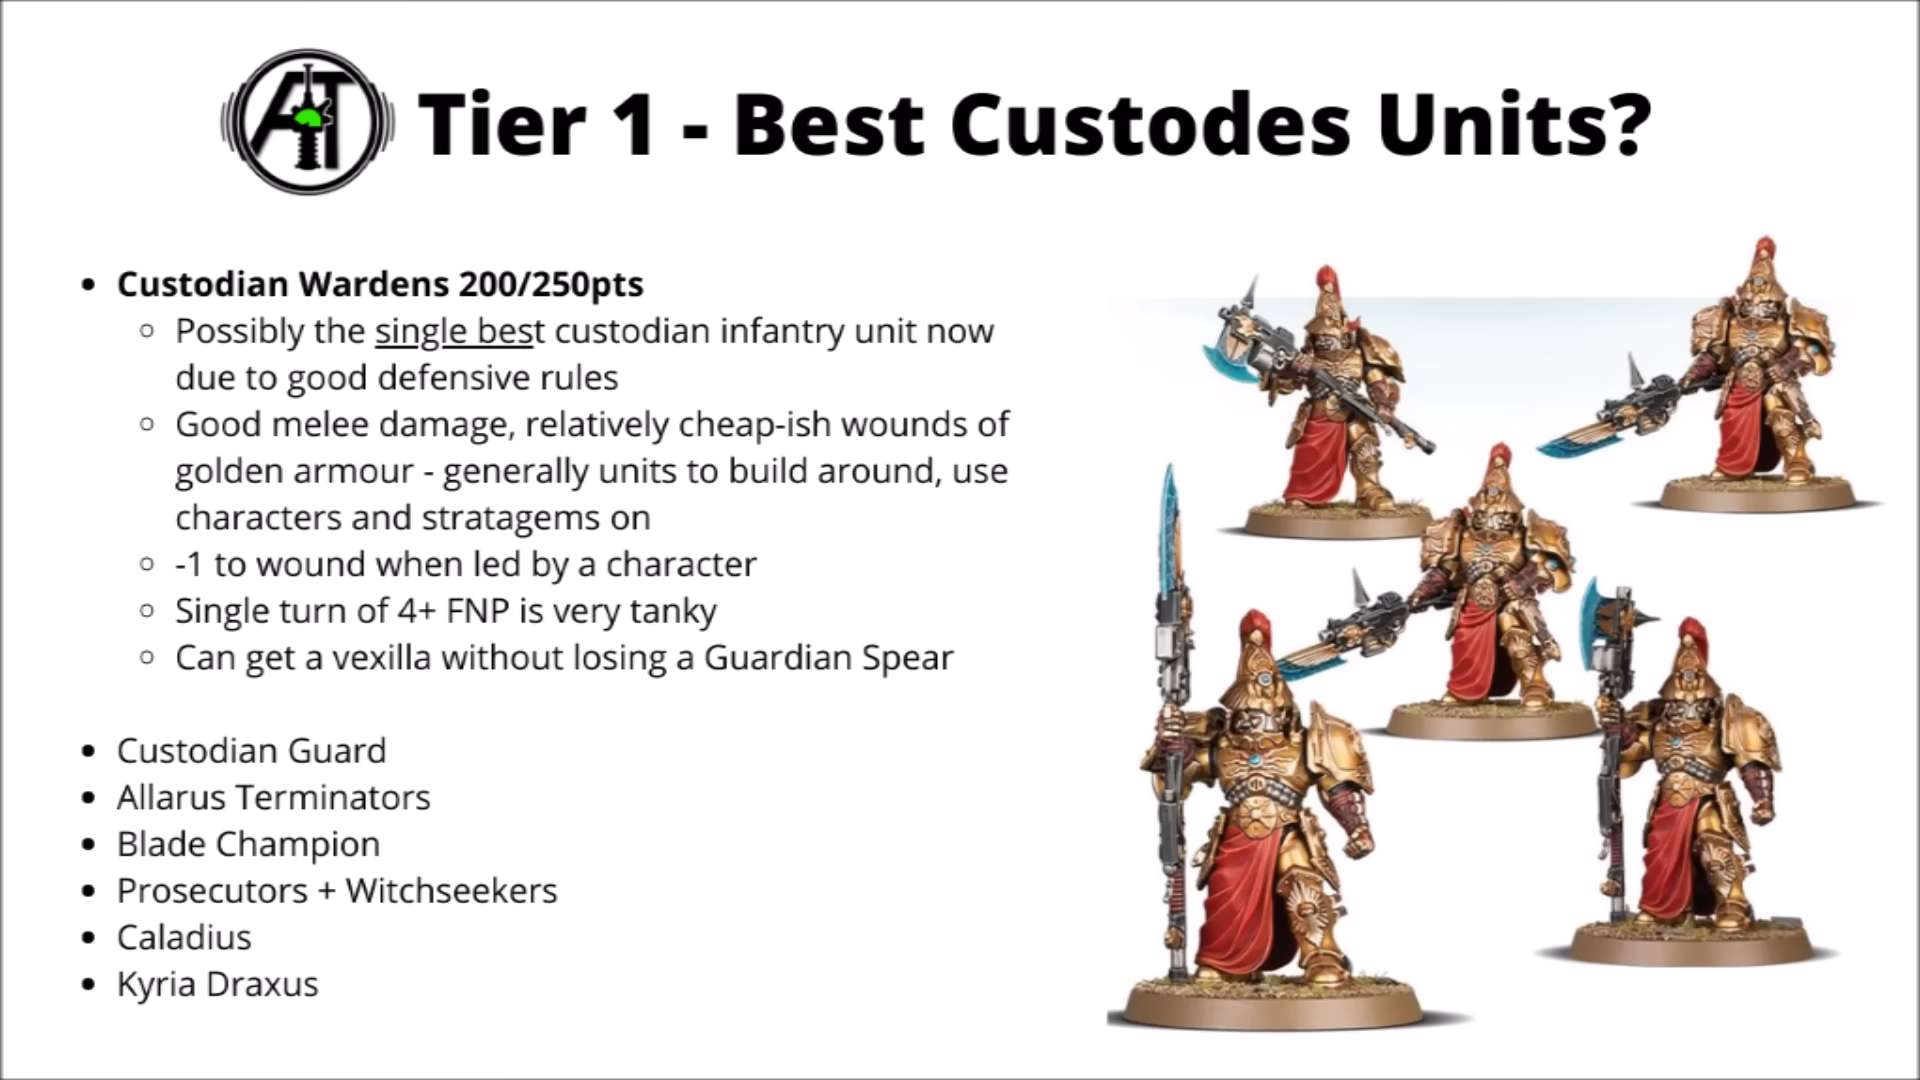 AT
Tier 1 - Best Custodes Units?
• Custodian Wardens 200/250pts
○ Possibly the single best custodian infantry unit now
due to good defensive rules
○ Good melee damage, relatively cheap-ish wounds of
golden armour - generally units to build around, use
characters and stratagems on
○ -1 to wound when led by a character
○ Single turn of 4+ FNP is very tanky
○ Can get a vexilla without losing a Guardian Spear
• Custodian Guard
• Allarus Terminators
• Blade Champion
• Prosecutors + Witchseekers
• Caladius
• Kyria Draxus